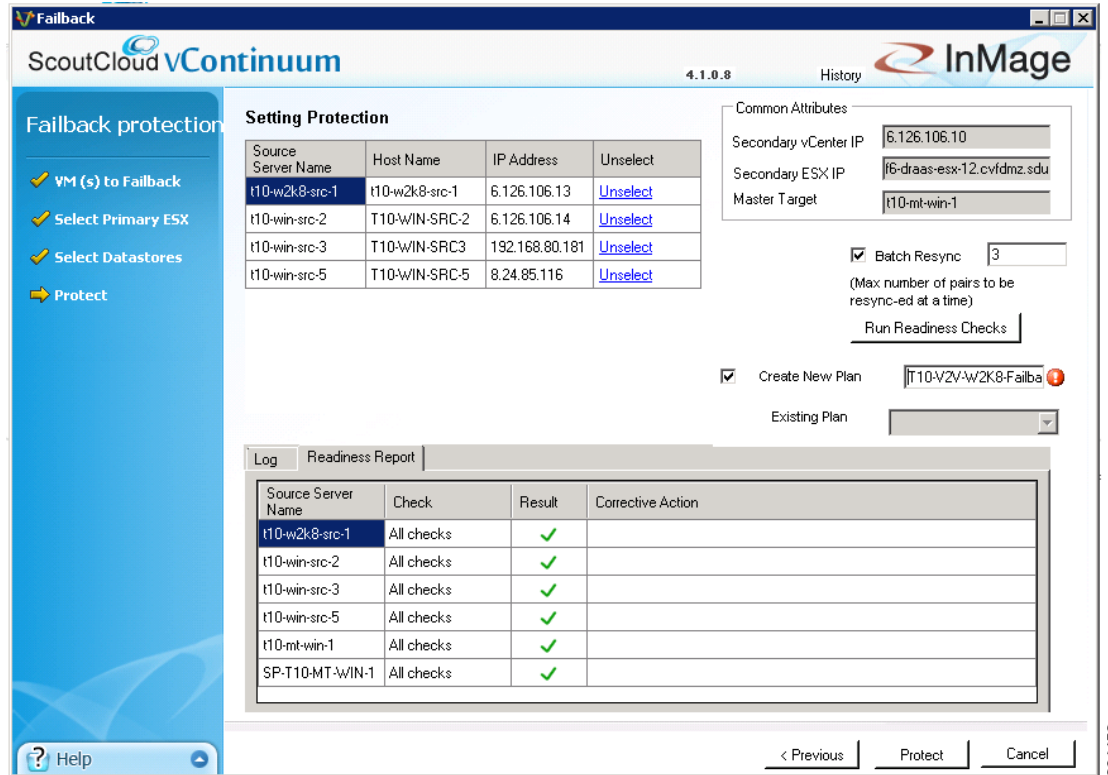 Failback
ScoutCloud vContinuum
4.1.0.8
History
InMage
Failback protection
VM (s) to Failback
Select Primary ESX
Select Datastores
Protect
Help
Setting Protection
Source Server Name Host Name IP Address Unselect
t10-w2k8-src-1 t10-w2k8-src-1 6.126.106.13 Unselect
t10-win-src-2 T10-WIN-SRC-2 6.126.106.14 Unselect
t10-win-src-3 T10-WIN-SRC3 192.168.80.181 Unselect
t10-win-src-5 T10-WIN-SRC-5 8.24.85.116 Unselect
Common Attributes
Secondary vCenter IP 6.126.106.10
Secondary ESX IP f6-draas-esx-12.cvfdmz.sdu
Master Target t10-mt-win-1
Batch Resync 3
(Max number of pairs to be
resync-ed at a time)
Run Readiness Checks
Create New Plan T10-V2V-W2K8-Failba
Existing Plan
Log Readiness Report
Source Server Name Check Result Corrective Action
t10-w2k8-src-1 All checks
t10-win-src-2 All checks
t10-win-src-3 All checks
t10-win-src-5 All checks
t10-mt-win-1 All checks
SP-T10-MT-WIN-1 All checks
< Previous Protect Cancel